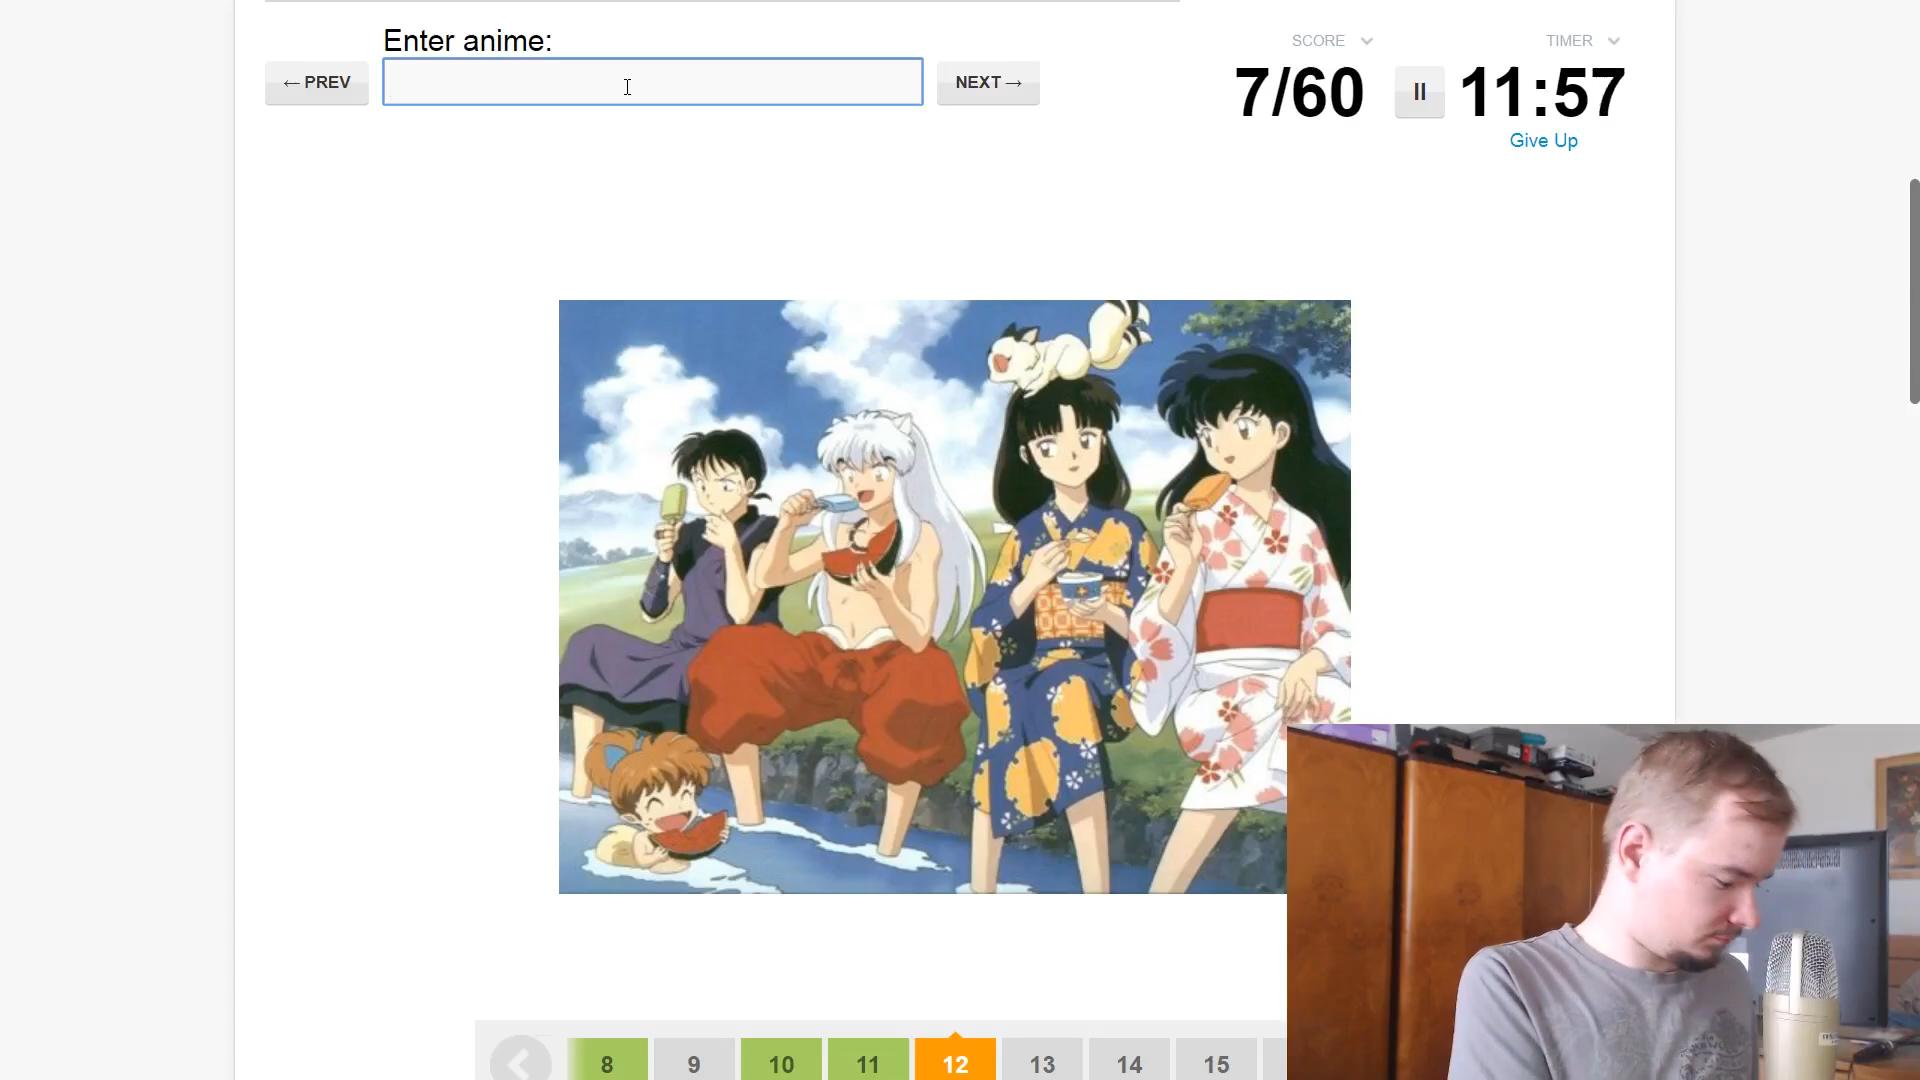 Enter anime:
← PREV
NEXT →
SCORE
7/60
TIMER
11:57
Give Up
8
9
10
11
12
13
14
15